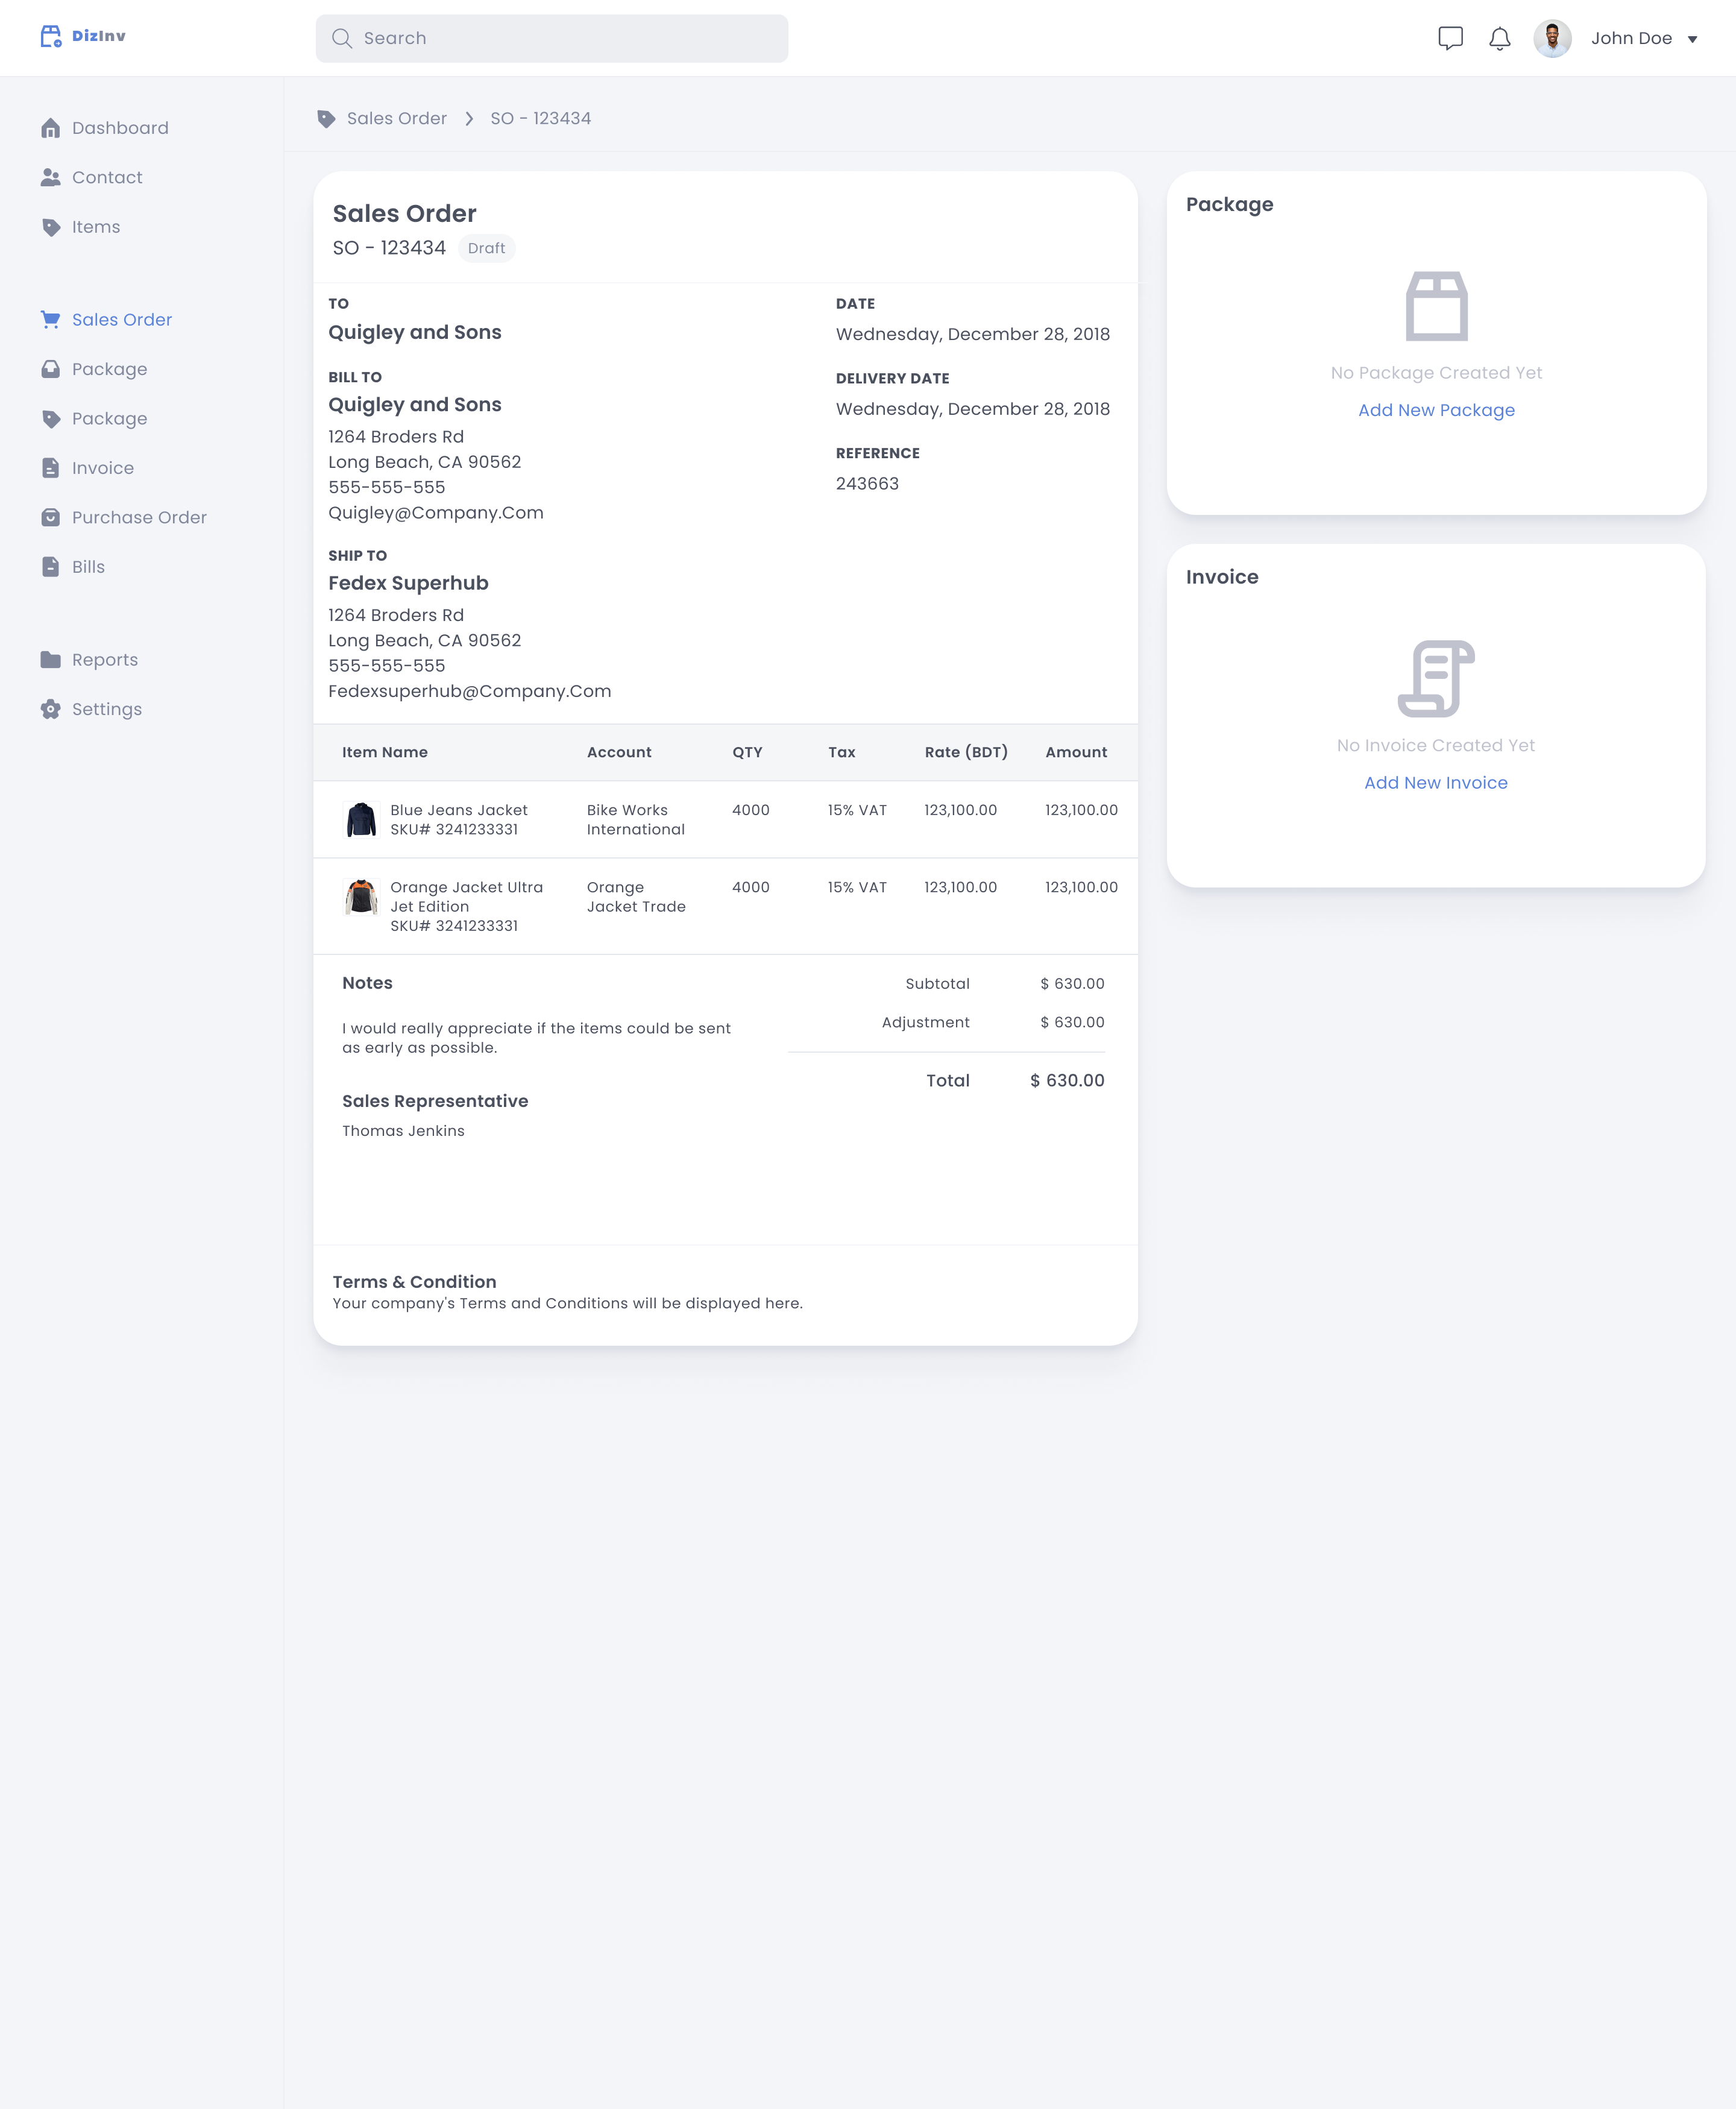 DizInv
Search
John Doe
Dashboard
Contact
Items
Sales Order
Package
Package
Invoice
Purchase Order
Bills
Reports
Settings
Sales Order
SO - 123434
Sales Order
SO - 123434
Draft
TO
Quigley and Sons
BILL TO
Quigley and Sons
1264 Broders Rd
Long Beach, CA 90562
555-555-555
Quigley@Company.Com
SHIP TO
Fedex Superhub
1264 Broders Rd
Long Beach, CA 90562
555-555-555
Fedexsuperhub@Company.Com
DATE
Wednesday, December 28, 2018
DELIVERY DATE
Wednesday, December 28, 2018
REFERENCE
243663
Item Name Account QTY Tax Rate (BDT) Amount
Blue Jeans Jacket Bike Works 4000 15% VAT 123,100.00 123,100.00
SKU# 3241233331 International
Orange Jacket Ultra Orange 4000 15% VAT 123,100.00 123,100.00
Jet Edition Jacket Trade
SKU# 3241233331
Notes
I would really appreciate if the items could be sent
as early as possible.
Sales Representative
Thomas Jenkins
Subtotal $ 630.00
Adjustment $ 630.00
Total $ 630.00
Terms & Condition
Your company's Terms and Conditions will be displayed here.
Package
No Package Created Yet
Add New Package
Invoice
No Invoice Created Yet
Add New Invoice